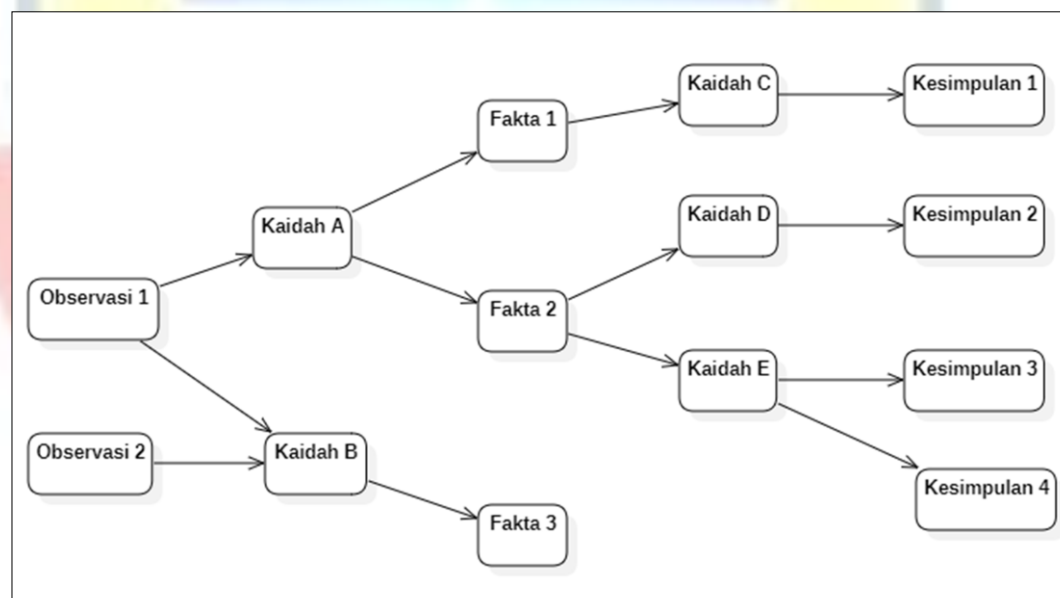 Observasi 1
Observasi 2
Kaidah A
Kaidah B
Fakta 1
Fakta 2
Fakta 3
Kaidah C
Kaidah D
Kaidah E
Kesimpulan 1
Kesimpulan 2
Kesimpulan 3
Kesimpulan 4